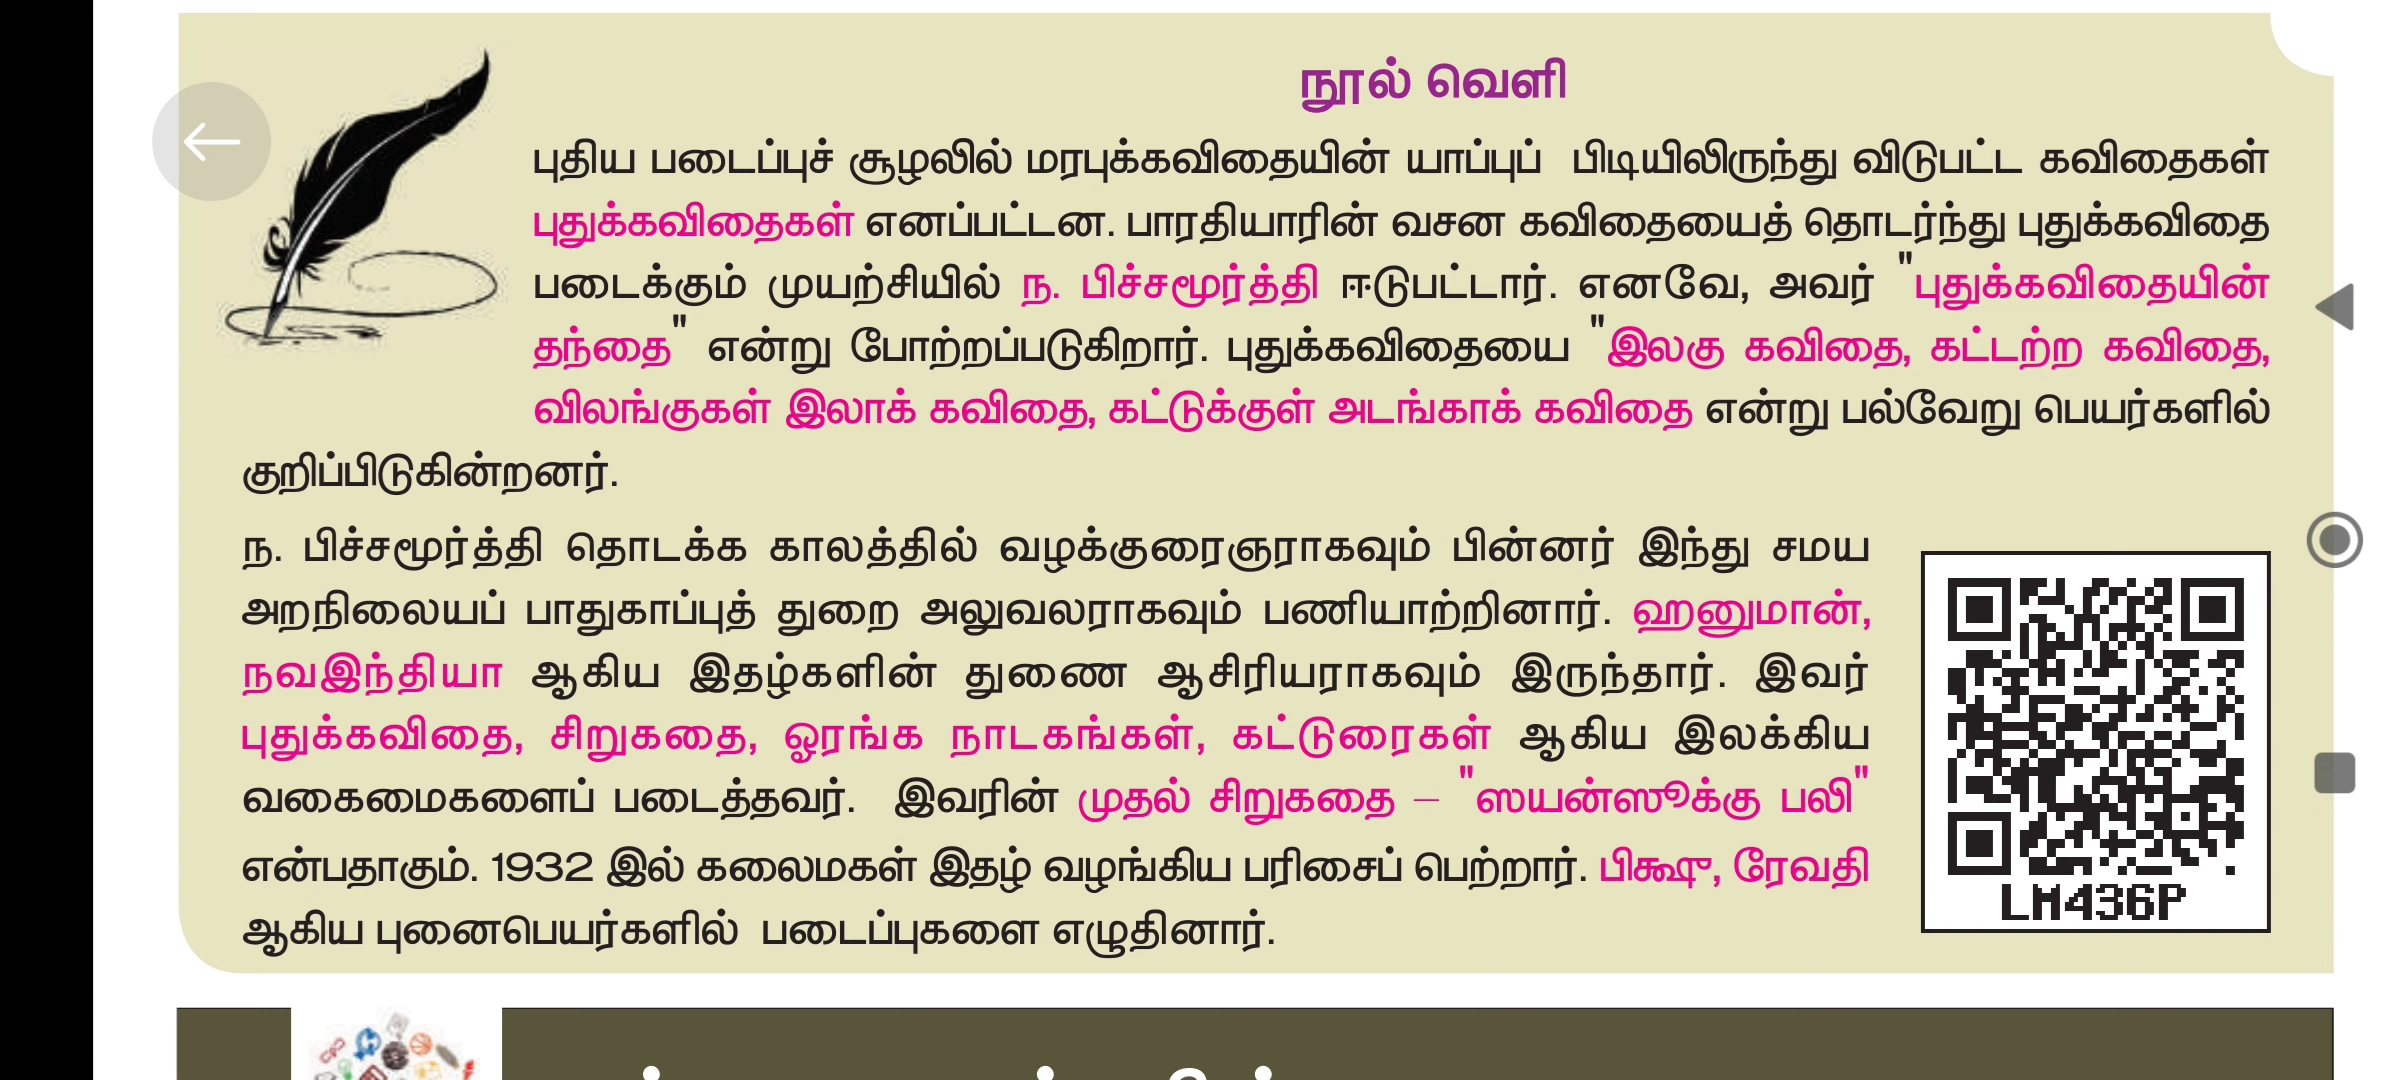 நூல் வெளி
புதிய படைப்புச் சூழலில் மரபுக்கவிதையின் யாப்புப் பிடியிலிருந்து விடுபட்ட கவிதைகள்
புதுக்கவிதைகள் எனப்பட்டன. பாரதியாரின் வசன கவிதையைத் தொடர்ந்து புதுக்கவிதை
படைக்கும் முயற்சியில் ந. பிச்சமூர்த்தி ஈடுபட்டார். எனவே, அவர் "புதுக்கவிதையின்
தந்தை" என்று போற்றப்படுகிறார். புதுக்கவிதையை "இலகு கவிதை, கட்டற்ற கவிதை,
விலங்குகள் இலாக் கவிதை, கட்டுக்குள் அடங்காக் கவிதை என்று பல்வேறு பெயர்களில்
குறிப்பிடுகின்றனர்.
ந. பிச்சமூர்த்தி தொடக்க காலத்தில் வழக்குரைஞராகவும் பின்னர் இந்து சமய
அறநிலையப் பாதுகாப்புத் துறை அலுவலராகவும் பணியாற்றினார். ஹனுமான்,
நவஇந்தியா ஆகிய இதழ்களின் துணை ஆசிரியராகவும் இருந்தார். இவர்
புதுக்கவிதை, சிறுகதை, ஓரங்க நாடகங்கள், கட்டுரைகள் ஆகிய இலக்கிய
வகைமைகளைப் படைத்தவர். இவரின் முதல் சிறுகதை – "ஸயன்ஸூக்கு பலி"
என்பதாகும். 1932 இல் கலைமகள் இதழ் வழங்கிய பரிசைப் பெற்றார். பிக்ஷு, ரேவதி
ஆகிய புனைபெயர்களில் படைப்புகளை எழுதினார்.
LM436P